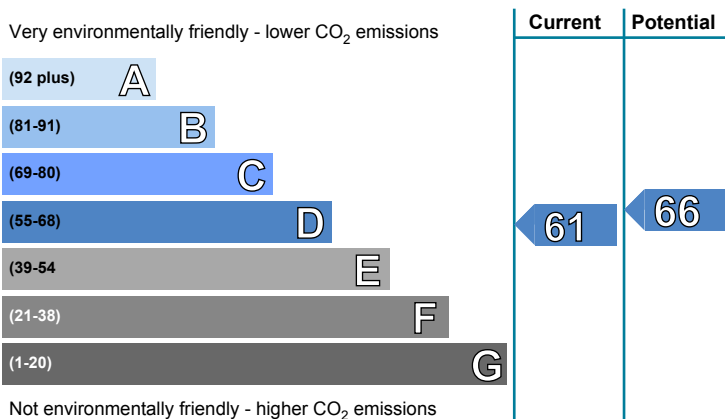 Current Potential
Very environmentally friendly - lower CO2 emissions
(92 plus) A
(81-91) B
(69-80) C
(55-68) D
61 66
(39-54 E
(21-38) F
(1-20) G
Not environmentally friendly - higher CO2 emissions